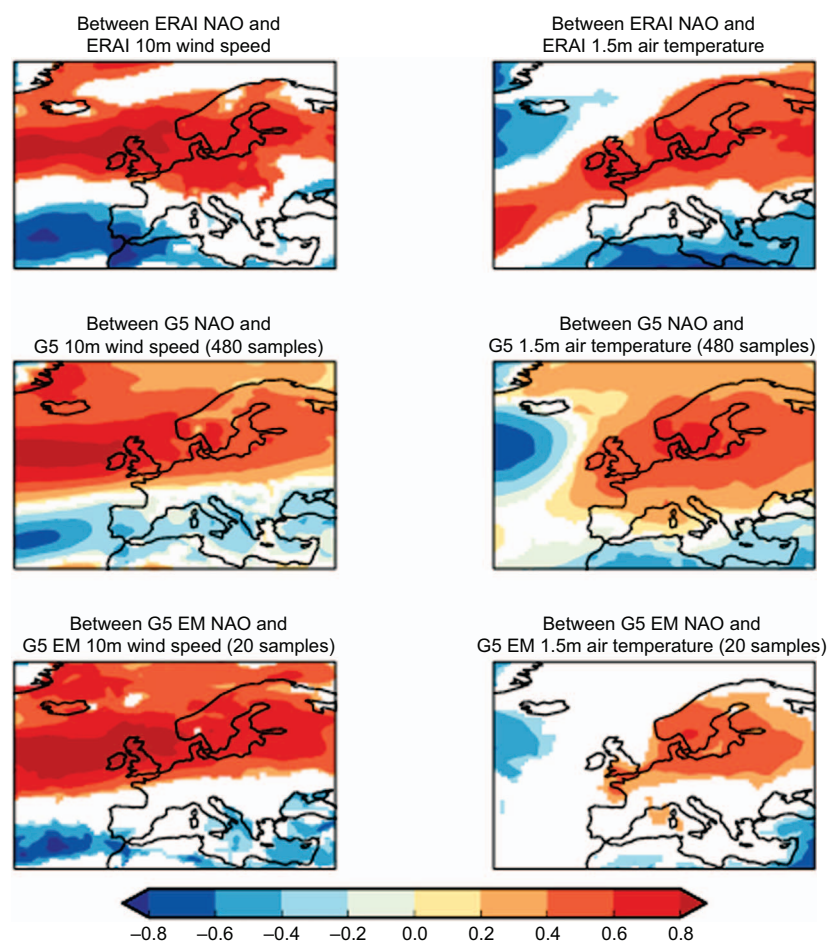 Between ERAI NAO and
ERAI 10m wind speed
Between ERAI NAO and
ERAI 1.5m air temperature
Between G5 NAO and
G5 10m wind speed (480 samples)
Between G5 NAO and
G5 1.5m air temperature (480 samples)
Between G5 EM NAO and
G5 EM 10m wind speed (20 samples)
Between G5 EM NAO and
G5 EM 1.5m air temperature (20 samples)
–0.8 –0.6 –0.4 –0.2 0.0 0.2 0.4 0.6 0.8